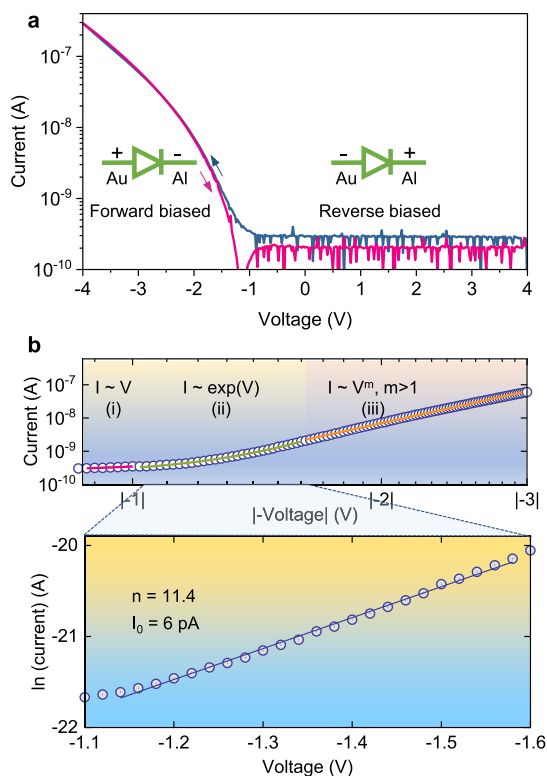 a
Current (A)
10⁻⁷
10⁻⁸
10⁻⁹
10⁻¹⁰
+ - - +
Au Al Au Al
Forward biased Reverse biased
-4 -3 -2 -1 0 1 2 3 4
Voltage (V)
b
Current (A)
10⁻⁶
10⁻⁷
10⁻⁸
10⁻⁹
10⁻¹⁰
I ~ V I ~ exp(V) I ~ Vᵐ, m>1
(i) (ii) (iii)
|-1| |-2| |-3|
|-Voltage| (V)
ln (current) (A)
-20
-21
-22
n = 11.4
I₀ = 6 pA
-1.1 -1.2 -1.3 -1.4 -1.5 -1.6
Voltage (V)